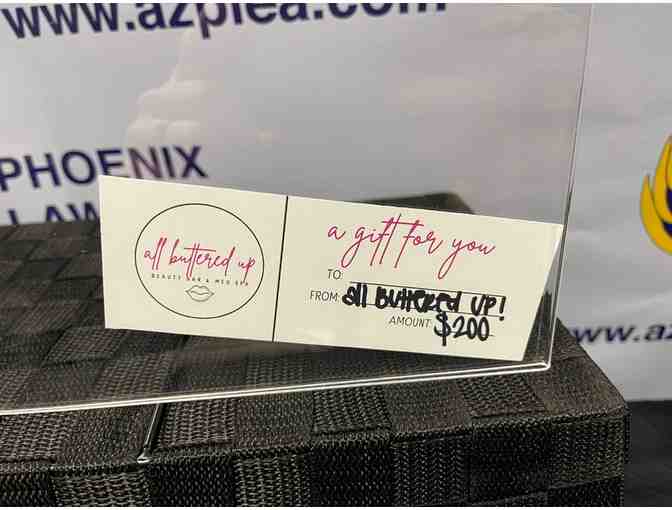 www.azplea.com
PHOENIX
LAW
all buttered up
BEAUTY BAR & MED SPA
a gift for you
TO:
FROM: all BUTTERED UP!
AMOUNT: $200
ww.az